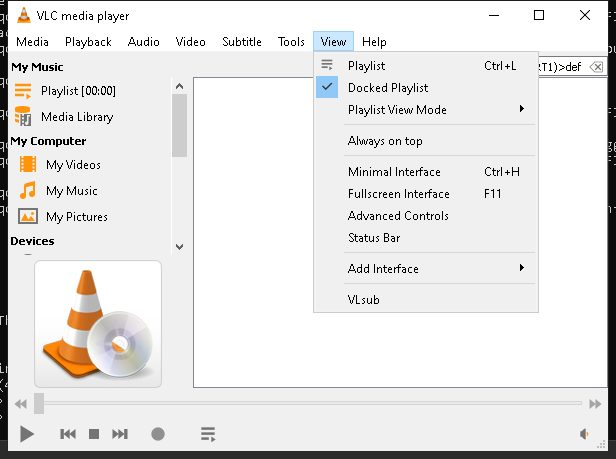 VLC media player
Media Playback Audio Video Subtitle Tools View Help
My Music
Playlist [00:00]
Media Library
My Computer
My Videos
My Music
My Pictures
Devices
RT1)>def
Playlist Ctrl+L
Docked Playlist
Playlist View Mode
Always on top
Minimal Interface Ctrl+H
Fullscreen Interface F11
Advanced Controls
Status Bar
Add Interface
VLsub